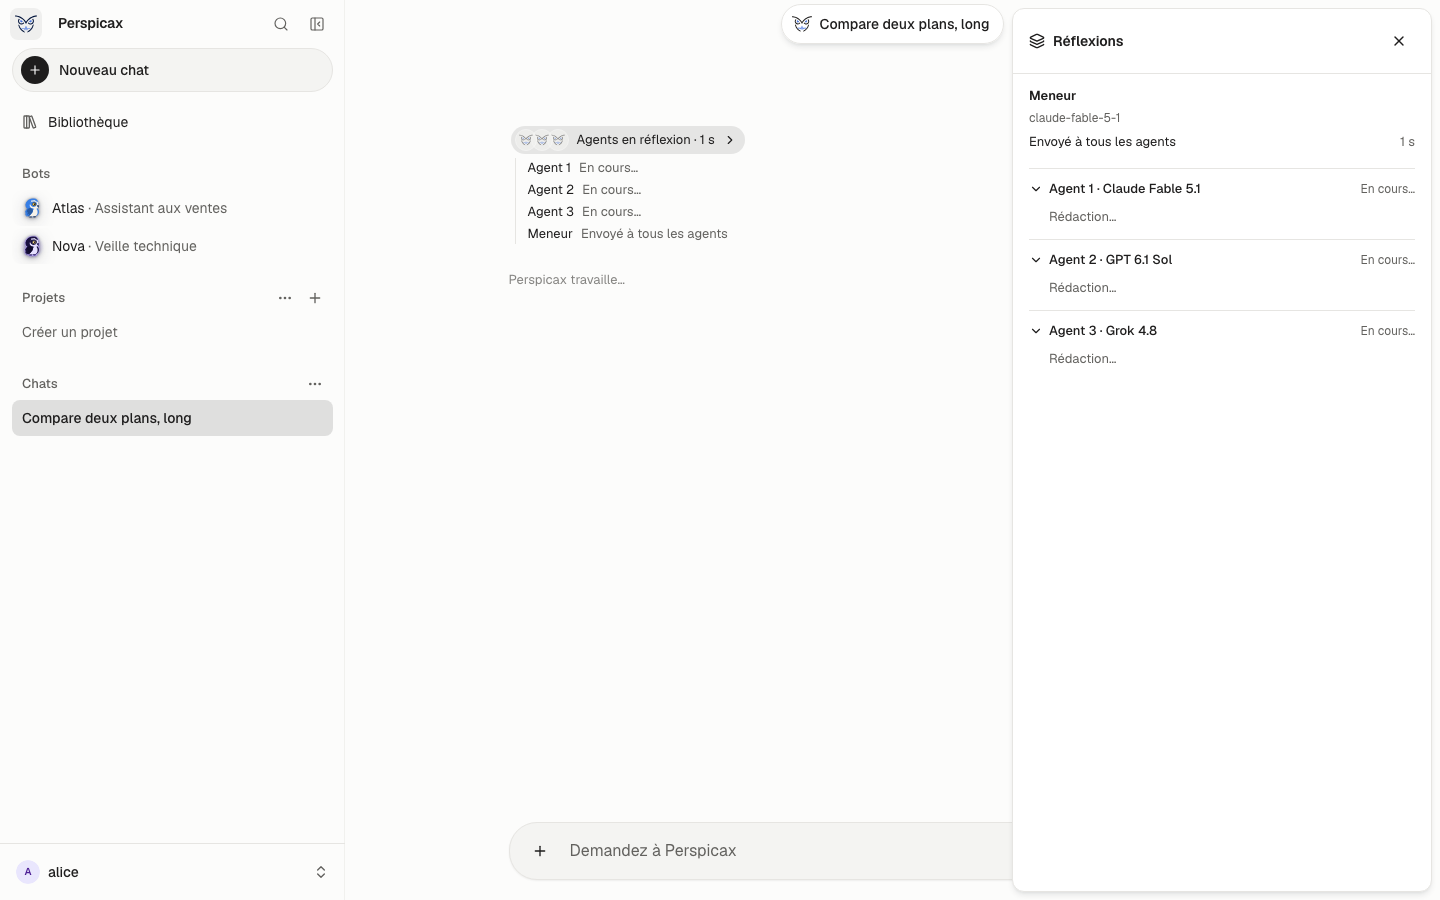 Perspicax
Nouveau chat
Bibliothèque
Bots
Atlas · Assistant aux ventes
Nova · Veille technique
Projets
Créer un projet
Chats
Compare deux plans, long
A alice
Compare deux plans, long
Agents en réflexion · 1 s
Agent 1 En cours…
Agent 2 En cours…
Agent 3 En cours…
Meneur Envoyé à tous les agents
Perspicax travaille…
Demandez à Perspicax
Réflexions
Meneur
claude-fable-5-1
Envoyé à tous les agents 1 s
Agent 1 · Claude Fable 5.1 En cours…
Rédaction…
Agent 2 · GPT 6.1 Sol En cours…
Rédaction…
Agent 3 · Grok 4.8 En cours…
Rédaction…